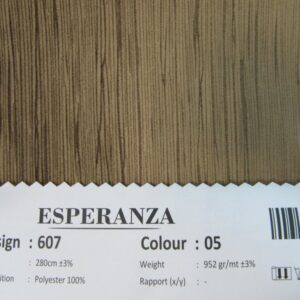 ESPERANZA
sign : 607 Colour : 05
: 280cm ±3% Weight : 952 gr/mt ±3%
ition : Polyester 100% Rapport (x/y) : -